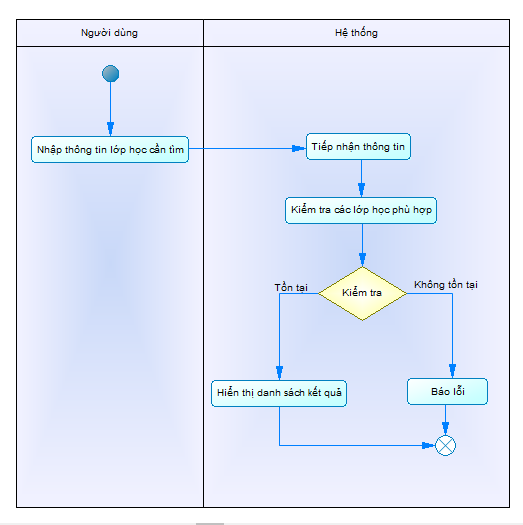 Người dùng
Hệ thống
Nhập thông tin lớp học cần tìm
Tiếp nhận thông tin
Kiểm tra các lớp học phù hợp
Kiểm tra
Tồn tại
Không tồn tại
Hiển thị danh sách kết quả
Báo lỗi